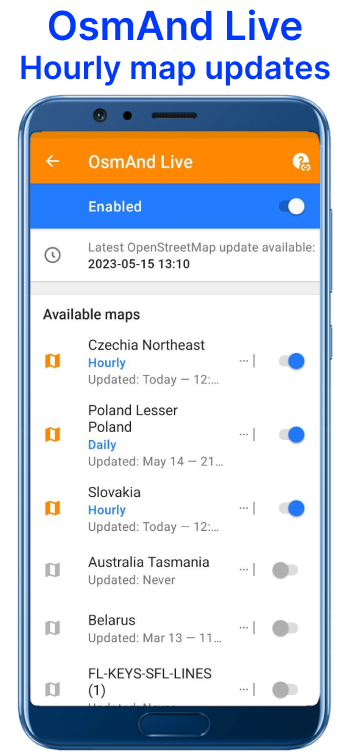 OsmAnd Live
Hourly map updates
OsmAnd Live
Enabled
Latest OpenStreetMap update available:
2023-05-15 13:10
Available maps
Czechia Northeast
Hourly
Updated: Today — 12:...
Poland Lesser
Poland
Daily
Updated: May 14 — 21...
Slovakia
Hourly
Updated: Today — 12:...
Australia Tasmania
Updated: Never
Belarus
Updated: Mar 13 — 11...
FL-KEYS-SFL-LINES
(1)
Updated: Never